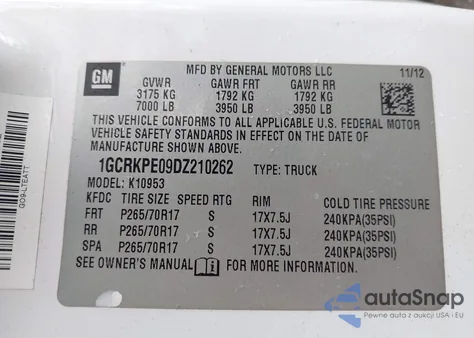 GM
MFD BY GENERAL MOTORS LLC
11/12
GVWR GAWR FRT GAWR RR
3175 KG 1792 KG 1792 KG
7000 LB 3950 LB 3950 LB
THIS VEHICLE CONFORMS TO ALL APPLICABLE U.S. FEDERAL MOTOR
VEHICLE SAFETY STANDARDS IN EFFECT ON THE DATE OF
MANUFACTURE SHOWN ABOVE.
1GCRKPE09DZ210262 TYPE: TRUCK
MODEL: K10953
KFDC TIRE SIZE SPEED RTG RIM COLD TIRE PRESSURE
FRT P265/70R17 S 17X7.5J 240KPA(35PSI)
RR P265/70R17 S 17X7.5J 240KPA(35PSI)
SPA P265/70R17 S 17X7.5J 240KPA(35PSI)
SEE OWNER'S MANUAL FOR MORE INFORMATION.
GO9-LTEATT
autoSnap
Pewne auta z aukcji USA i EU